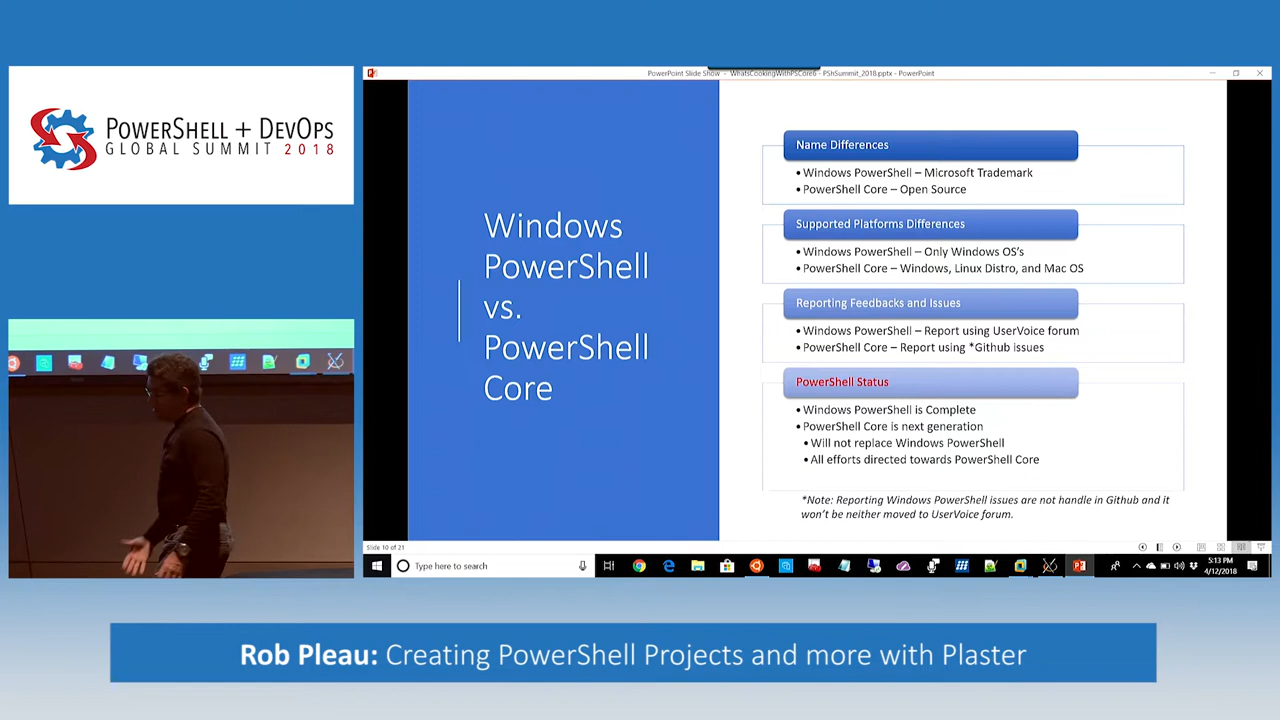 POWERSHELL + DEVOPS
GLOBAL SUMMIT 2018
PowerPoint Slide Show - WhatsCookingWithPSCore6 - PShSummit_2018.pptx - PowerPoint
Windows
PowerShell
vs.
PowerShell
Core
Name Differences
• Windows PowerShell – Microsoft Trademark
• PowerShell Core – Open Source
Supported Platforms Differences
• Windows PowerShell – Only Windows OS's
• PowerShell Core – Windows, Linux Distro, and Mac OS
Reporting Feedbacks and Issues
• Windows PowerShell – Report using UserVoice forum
• PowerShell Core – Report using *Github issues
PowerShell Status
• Windows PowerShell is Complete
• PowerShell Core is next generation
• Will not replace Windows PowerShell
• All efforts directed towards PowerShell Core
*Note: Reporting Windows PowerShell issues are not handle in Github and it
won't be neither moved to UserVoice forum.
Slide 10 of 21
Type here to search
5:13 PM
4/12/2018
Rob Pleau: Creating PowerShell Projects and more with Plaster